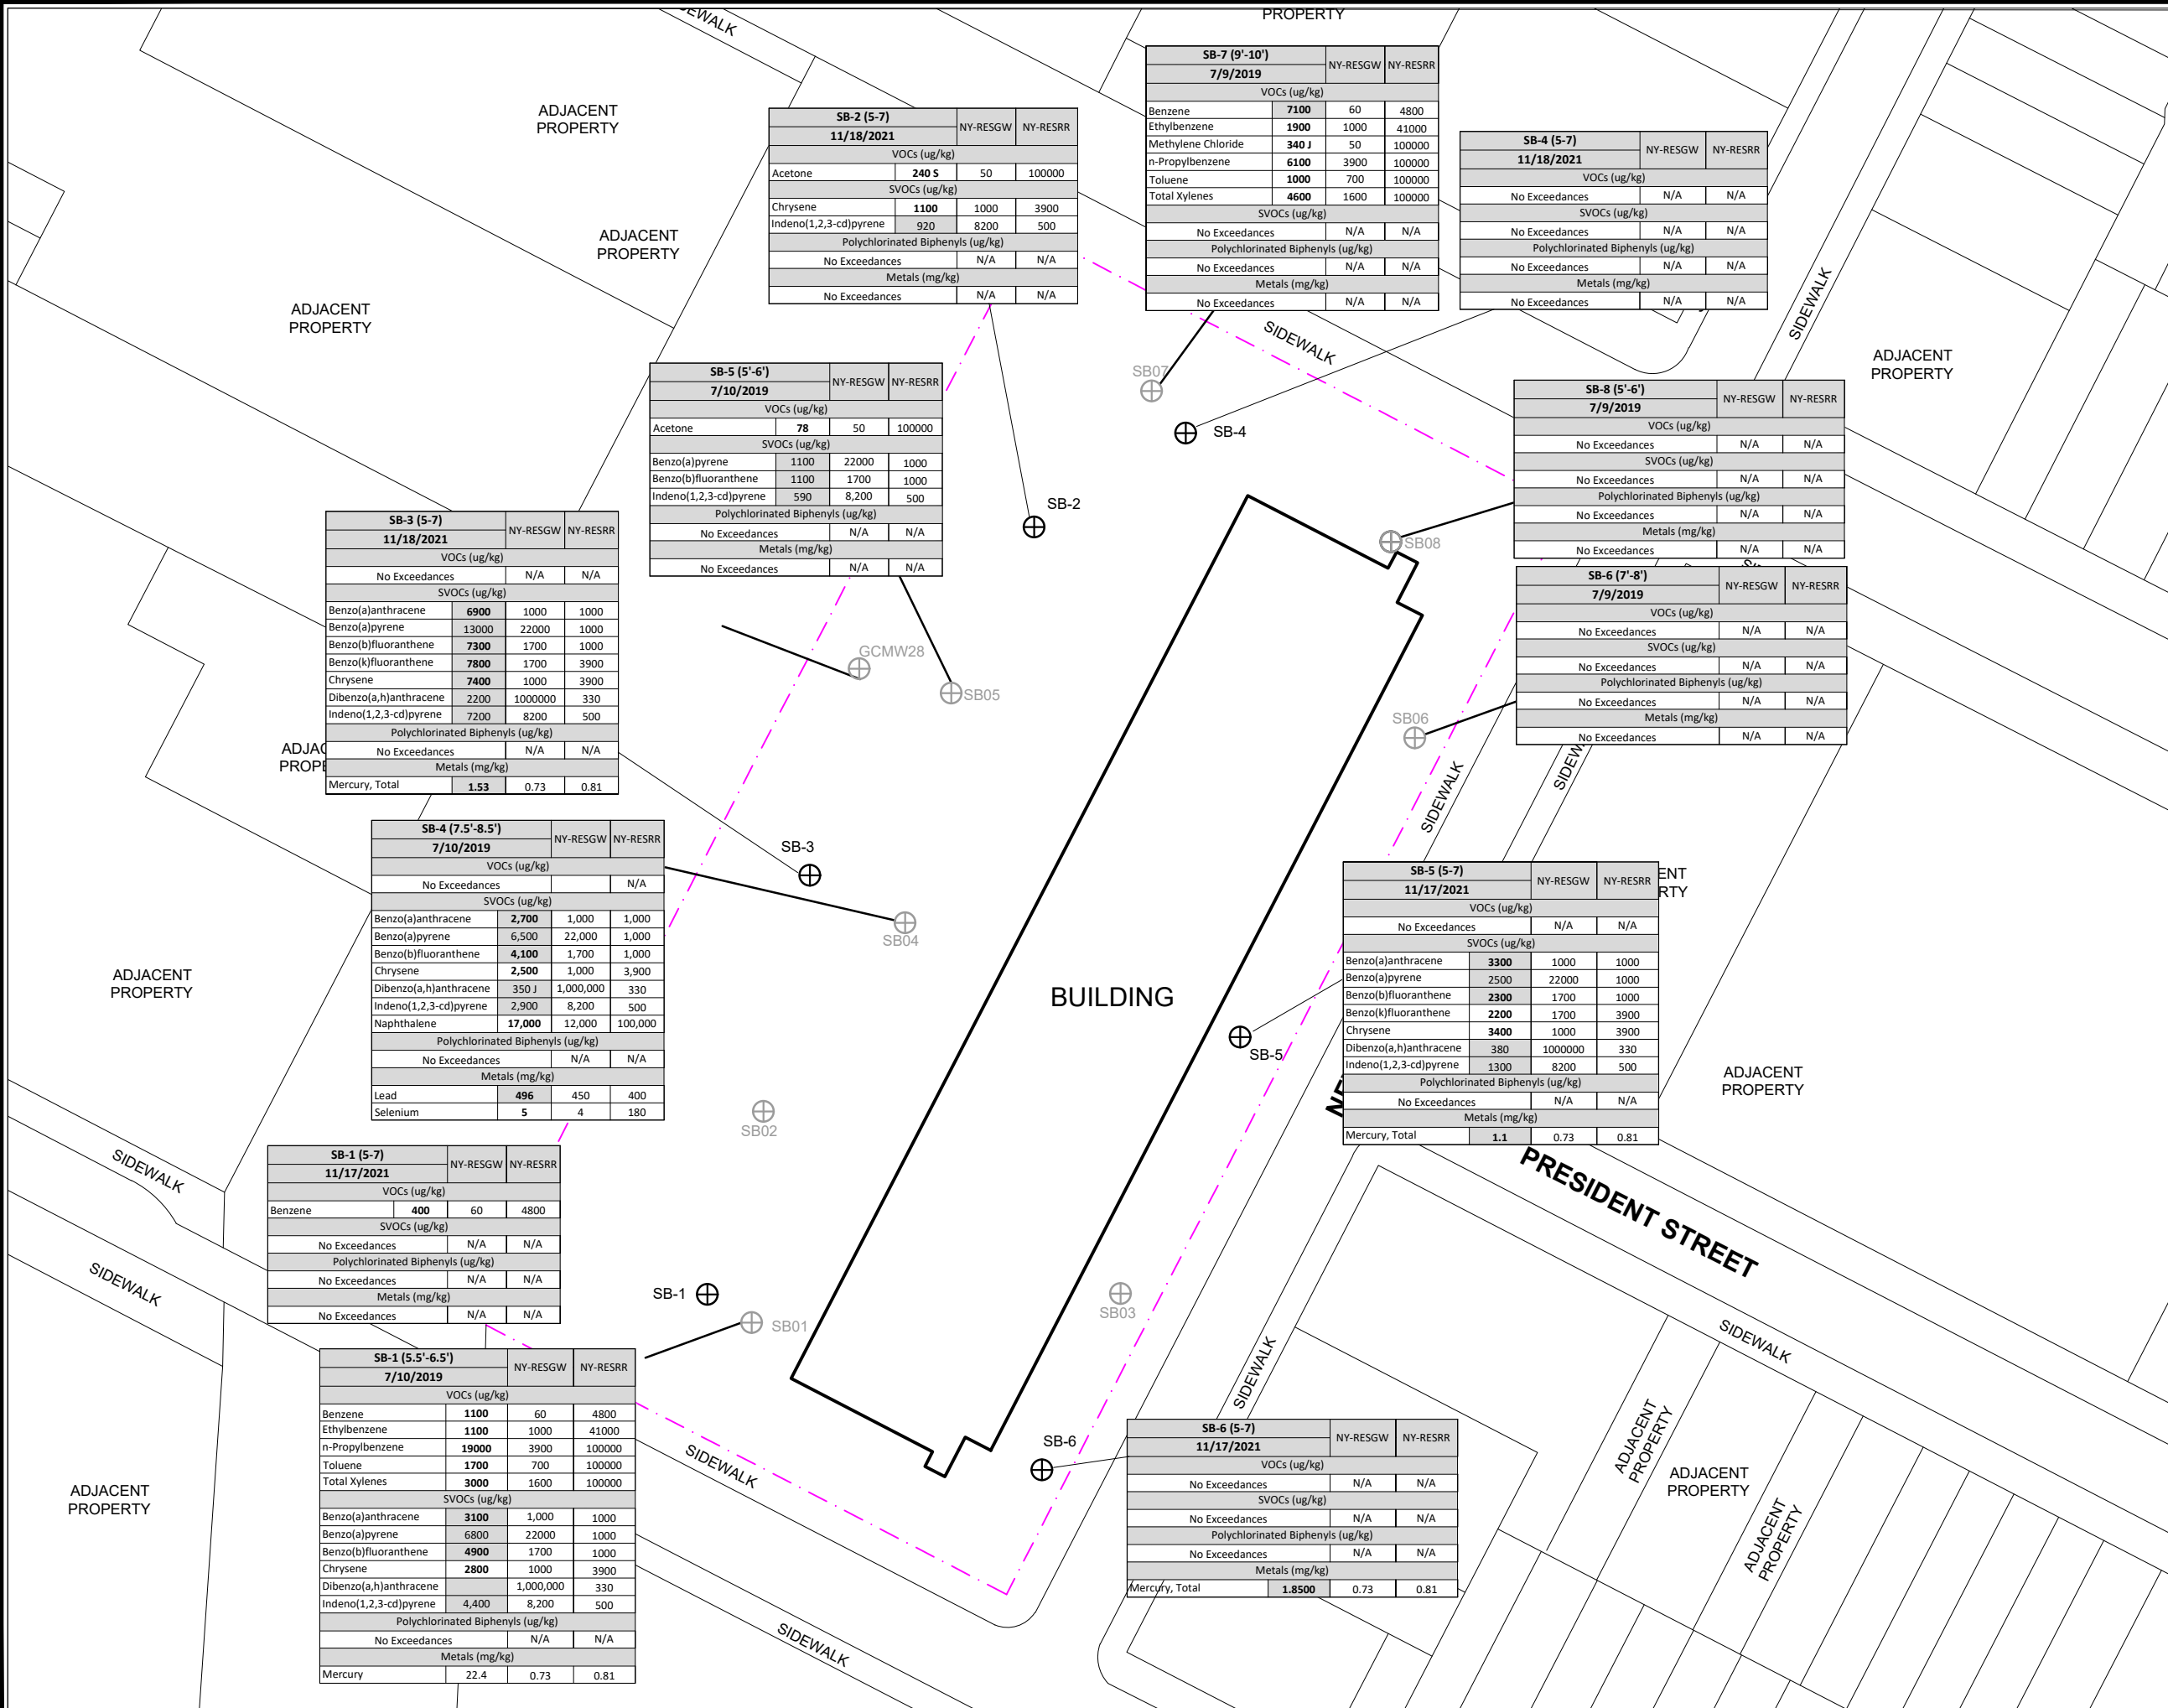 SIDEWALK
PROPERTY
ADJACENT
PROPERTY
ADJACENT
PROPERTY
ADJACENT
PROPERTY
SB-2 (5-7) NY-RESGW NY-RESRR
11/18/2021
VOCs (ug/kg)
Acetone 240 S 50 100000
SVOCs (ug/kg)
Chrysene 1100 1000 3900
Indeno(1,2,3-cd)pyrene 920 8200 500
Polychlorinated Biphenyls (ug/kg)
No Exceedances N/A N/A
Metals (mg/kg)
No Exceedances N/A N/A
SB-7 (9'-10') NY-RESGW NY-RESRR
7/9/2019
VOCs (ug/kg)
Benzene 7100 60 4800
Ethylbenzene 1900 1000 41000
Methylene Chloride 340 J 50 100000
n-Propylbenzene 6100 3900 100000
Toluene 1000 700 100000
Total Xylenes 4600 1600 100000
SVOCs (ug/kg)
No Exceedances N/A N/A
Polychlorinated Biphenyls (ug/kg)
No Exceedances N/A N/A
Metals (mg/kg)
No Exceedances N/A N/A
SB-4 (5-7) NY-RESGW NY-RESRR
11/18/2021
VOCs (ug/kg)
No Exceedances N/A N/A
SVOCs (ug/kg)
No Exceedances N/A N/A
Polychlorinated Biphenyls (ug/kg)
No Exceedances N/A N/A
Metals (mg/kg)
No Exceedances N/A N/A
SIDEWALK
SIDEWALK
ADJACENT
PROPERTY
SB07
SB-4
SB-5 (5'-6') NY-RESGW NY-RESRR
7/10/2019
VOCs (ug/kg)
Acetone 78 50 100000
SVOCs (ug/kg)
Benzo(a)pyrene 1100 22000 1000
Benzo(b)fluoranthene 1100 1700 1000
Indeno(1,2,3-cd)pyrene 590 8,200 500
Polychlorinated Biphenyls (ug/kg)
No Exceedances N/A N/A
Metals (mg/kg)
No Exceedances N/A N/A
SB-8 (5'-6') NY-RESGW NY-RESRR
7/9/2019
VOCs (ug/kg)
No Exceedances N/A N/A
SVOCs (ug/kg)
No Exceedances N/A N/A
Polychlorinated Biphenyls (ug/kg)
No Exceedances N/A N/A
Metals (mg/kg)
No Exceedances N/A N/A
SB-2
SB08
SB-3 (5-7) NY-RESGW NY-RESRR
11/18/2021
VOCs (ug/kg)
No Exceedances N/A N/A
SVOCs (ug/kg)
Benzo(a)anthracene 6900 1000 1000
Benzo(a)pyrene 13000 22000 1000
Benzo(b)fluoranthene 7300 1700 1000
Benzo(k)fluoranthene 7800 1700 3900
Chrysene 7400 1000 3900
Dibenzo(a,h)anthracene 2200 1000000 330
Indeno(1,2,3-cd)pyrene 7200 8200 500
Polychlorinated Biphenyls (ug/kg)
No Exceedances N/A N/A
Metals (mg/kg)
Mercury, Total 1.53 0.73 0.81
SB-6 (7'-8') NY-RESGW NY-RESRR
7/9/2019
VOCs (ug/kg)
No Exceedances N/A N/A
SVOCs (ug/kg)
No Exceedances N/A N/A
Polychlorinated Biphenyls (ug/kg)
No Exceedances N/A N/A
Metals (mg/kg)
No Exceedances N/A N/A
GCMW28
SB05
SB06
SIDEWALK
SB-4 (7.5'-8.5') NY-RESGW NY-RESRR
7/10/2019
VOCs (ug/kg)
No Exceedances N/A
SVOCs (ug/kg)
Benzo(a)anthracene 2,700 1,000 1,000
Benzo(a)pyrene 6,500 22,000 1,000
Benzo(b)fluoranthene 4,100 1,700 1,000
Chrysene 2,500 1,000 3,900
Dibenzo(a,h)anthracene 350 J 1,000,000 330
Indeno(1,2,3-cd)pyrene 2,900 8,200 500
Naphthalene 17,000 12,000 100,000
Polychlorinated Biphenyls (ug/kg)
No Exceedances N/A N/A
Metals (mg/kg)
Lead 496 450 400
Selenium 5 4 180
SB-3
SB04
SB-5 (5-7) NY-RESGW NY-RESRR
11/17/2021
VOCs (ug/kg)
No Exceedances N/A N/A
SVOCs (ug/kg)
Benzo(a)anthracene 3300 1000 1000
Benzo(a)pyrene 2500 22000 1000
Benzo(b)fluoranthene 2300 1700 1000
Benzo(k)fluoranthene 2200 1700 3900
Chrysene 3400 1000 3900
Dibenzo(a,h)anthracene 380 1000000 330
Indeno(1,2,3-cd)pyrene 1300 8200 500
Polychlorinated Biphenyls (ug/kg)
No Exceedances N/A N/A
Metals (mg/kg)
Mercury, Total 1.1 0.73 0.81
ADJACENT
PROPERTY
BUILDING
SB-5
ADJACENT
PROPERTY
SB02
SIDEWALK
SIDEWALK
PRESIDENT STREET
SB-1 (5-7) NY-RESGW NY-RESRR
11/17/2021
VOCs (ug/kg)
Benzene 400 60 4800
SVOCs (ug/kg)
No Exceedances N/A N/A
Polychlorinated Biphenyls (ug/kg)
No Exceedances N/A N/A
Metals (mg/kg)
No Exceedances N/A N/A
SB-1
SB01
SB03
SIDEWALK
SIDEWALK
SB-1 (5.5'-6.5') NY-RESGW NY-RESRR
7/10/2019
VOCs (ug/kg)
Benzene 1100 60 4800
Ethylbenzene 1100 1000 41000
n-Propylbenzene 19000 3900 100000
Toluene 1700 700 100000
Total Xylenes 3000 1600 100000
SVOCs (ug/kg)
Benzo(a)anthracene 3100 1,000 1000
Benzo(a)pyrene 6800 22000 1000
Benzo(b)fluoranthene 4900 1700 1000
Chrysene 2800 1000 3900
Dibenzo(a,h)anthracene 1,000,000 330
Indeno(1,2,3-cd)pyrene 4,400 8,200 500
Polychlorinated Biphenyls (ug/kg)
No Exceedances N/A N/A
Metals (mg/kg)
Mercury 22.4 0.73 0.81
SIDEWALK
SB-6
SB-6 (5-7) NY-RESGW NY-RESRR
11/17/2021
VOCs (ug/kg)
No Exceedances N/A N/A
SVOCs (ug/kg)
No Exceedances N/A N/A
Polychlorinated Biphenyls (ug/kg)
No Exceedances N/A N/A
Metals (mg/kg)
Mercury, Total 1.8500 0.73 0.81
ADJACENT
PROPERTY
ADJACENT
PROPERTY
ADJACENT
PROPERTY
ADJACENT
PROPERTY
SIDEWALK